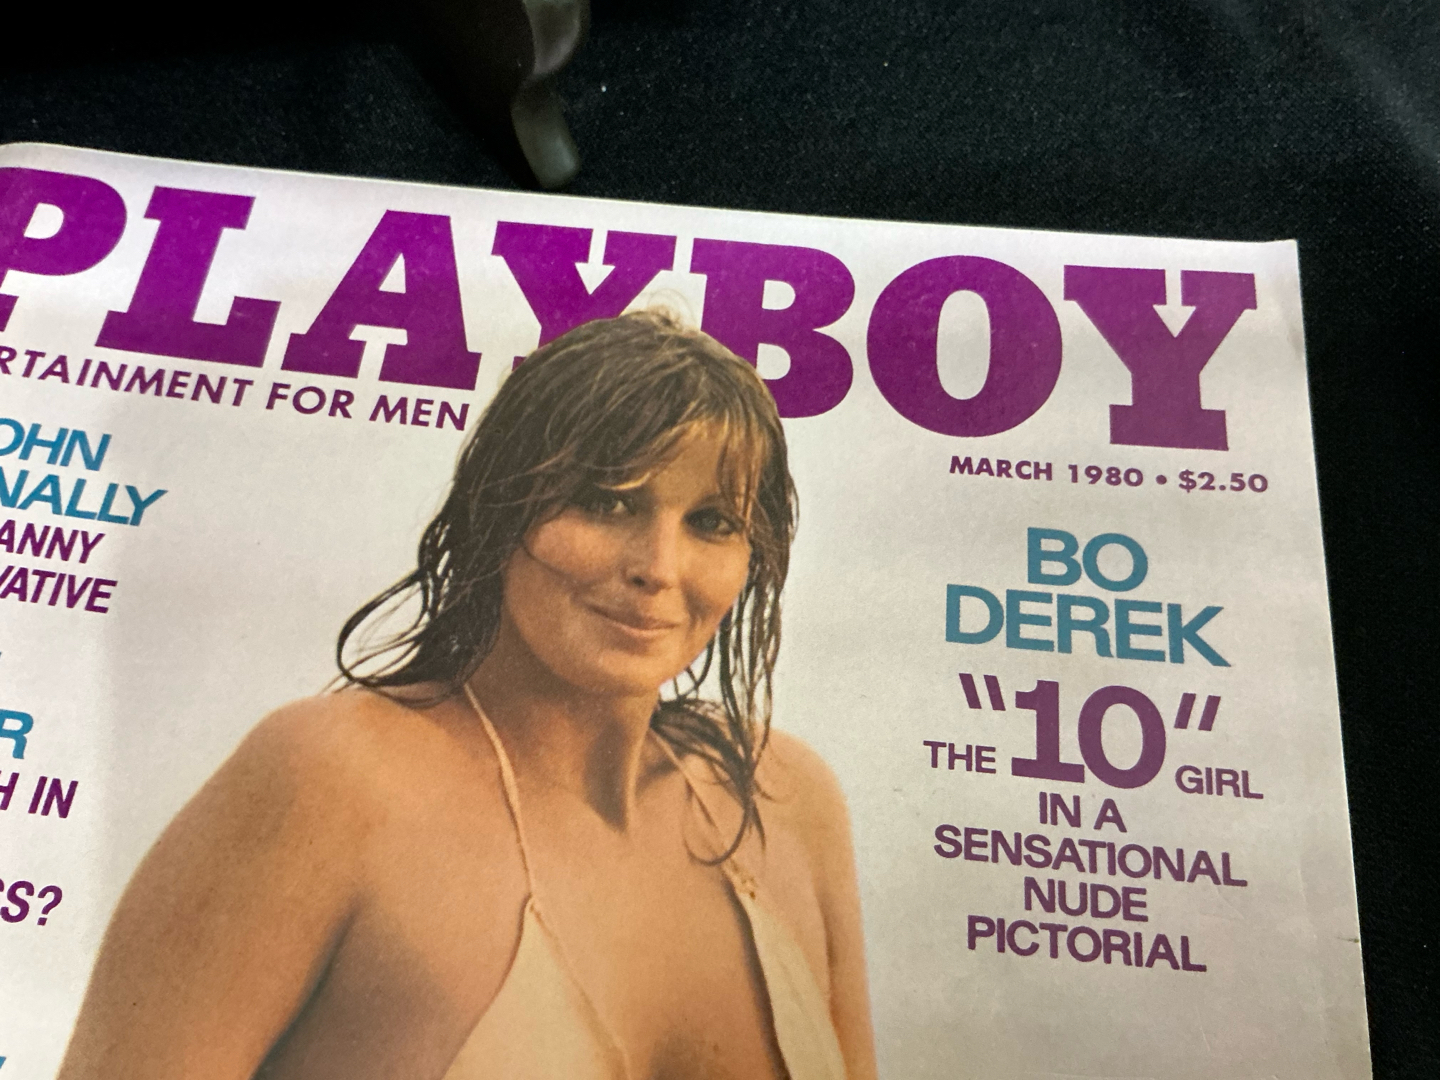 PLAYBOY
RTAINMENT FOR MEN
MARCH 1980 • $2.50
OHN
NALLY
ANNY
VATIVE
R
H IN
SS?
BO
DEREK
"10"
THE GIRL
IN A
SENSATIONAL
NUDE
PICTORIAL